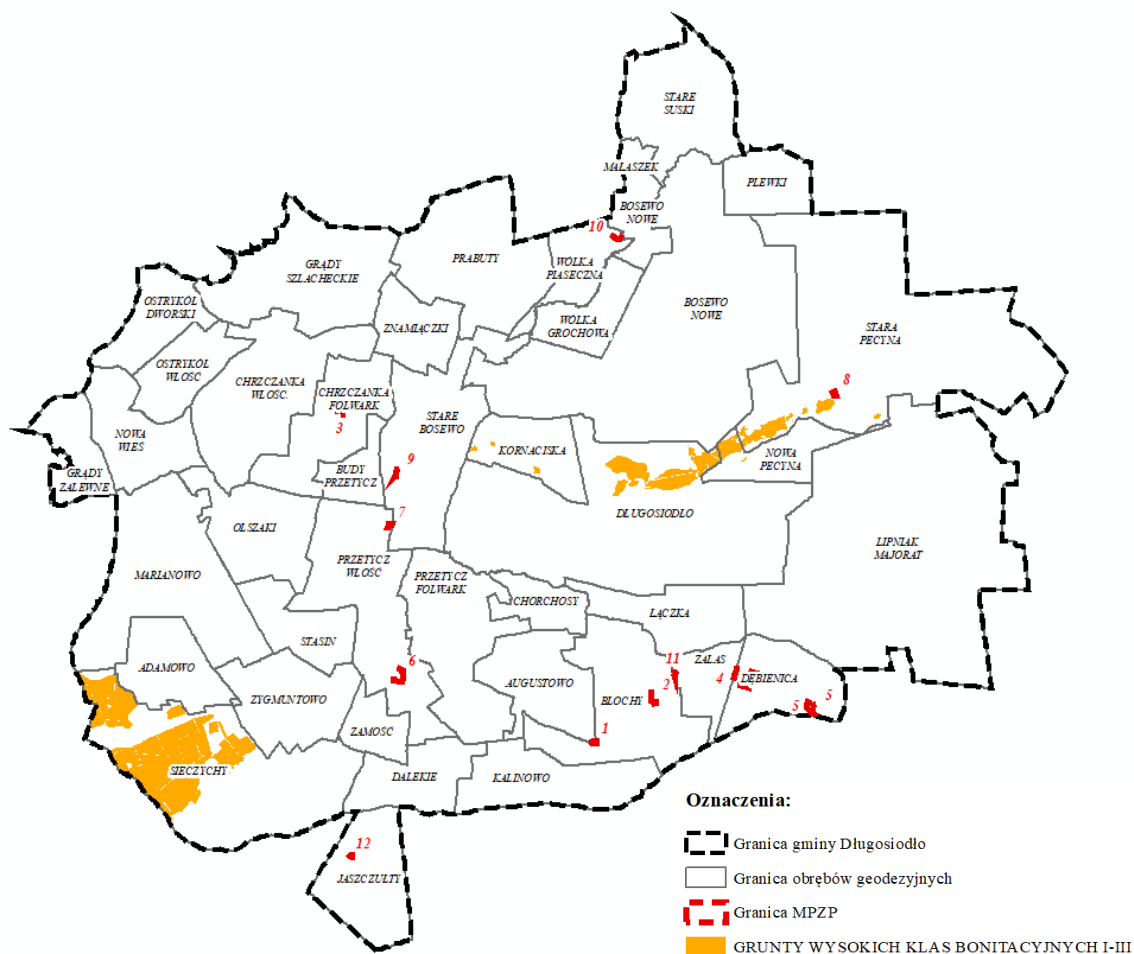 STARE
SUSKI
MALASZEK
PLEWKI
BOSEWO
NOWE
10
GRĄDY
SZLACHECKIE
PRABUTY
WÓLKA
PIASECZNA
OSTRYKÓŁ
DWORSKI
ZNAMIĄCZKI
WÓLKA
GROCHOWA
BOSEWO
NOWE
STARA
PECYNA
OSTRYKÓŁ
WŁOŚĆ
CHRZCZANKA
WŁOŚĆ.
CHRZCZANKA
FOLWARK
3
8
STARE
BOSEWO
NOWA
WIEŚ
KORNACISKA
NOWA
PECYNA
9
GRĄDY
ZALEWNE
BUDY
PRZETYCZ
7
DŁUGOSIODŁO
OLSZAKI
LIPNIAK
MAJORAT
MARIANOWO
PRZETYCZ
WŁOŚĆ
PRZETYCZ
FOLWARK
CHORCHOSY
ŁĄCZKA
STASIN
ADAMOWO
6
11
ZALAS
4
DĘBIENICA
AUGUSTOWO
2
BLOCHY
5
5
ZYGMUNTOWO
ZAMOŚĆ
1
SIECZYCHY
DALEKIE
KALINOWO
12
JASZCZUŁTY
Oznaczenia:
Granica gminy Długosiodło
Granica obrębów geodezyjnych
Granica MPZP
GRUNTY WYSOKICH KLAS BONITACYJNYCH I-III